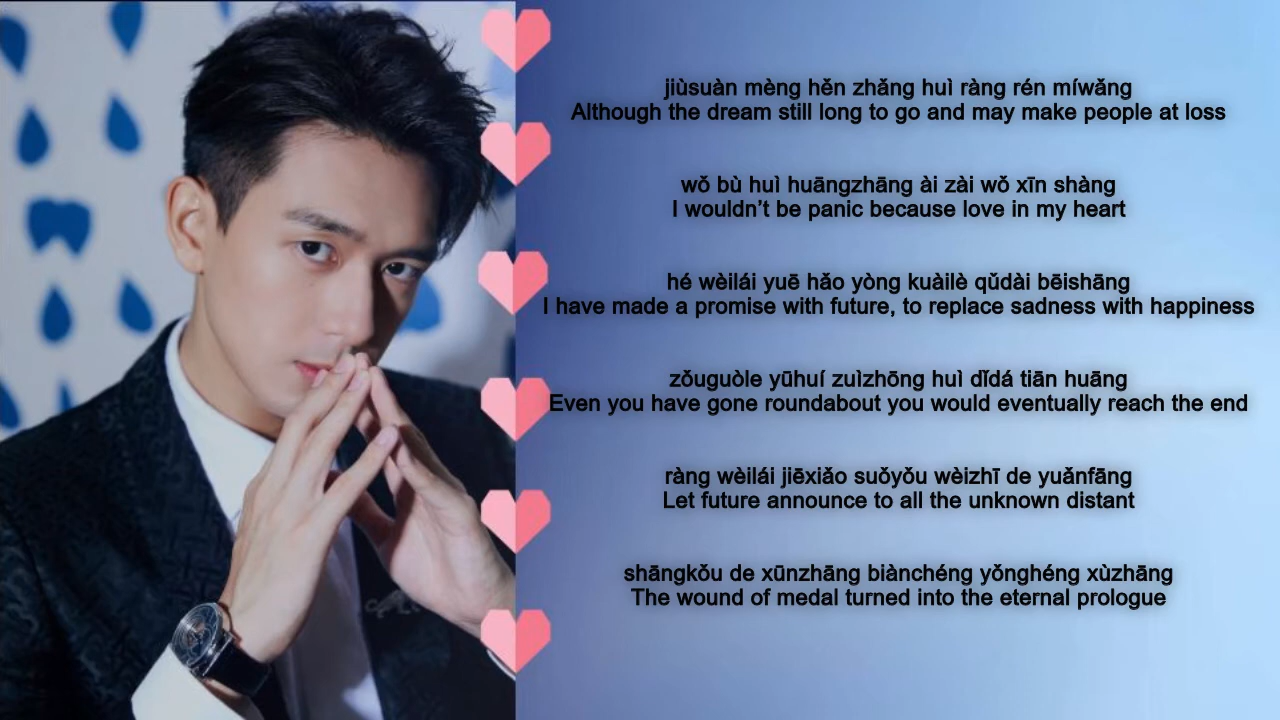 jiùsuàn mèng hěn zhǎng huì ràng rén míwǎng
Although the dream still long to go and may make people at loss
wǒ bù huì huāngzhāng ài zài wǒ xīn shàng
I wouldn't be panic because love in my heart
hé wèilái yuē hǎo yòng kuàilè qǔdài bēishāng
I have made a promise with future, to replace sadness with happiness
zǒuguòle yūhuí zuìzhōng huì dǐdá tiān huāng
Even you have gone roundabout you would eventually reach the end
ràng wèilái jiēxiǎo suǒyǒu wèizhī de yuǎnfāng
Let future announce to all the unknown distant
shāngkǒu de xūnzhāng biànchéng yǒnghéng xùzhāng
The wound of medal turned into the eternal prologue